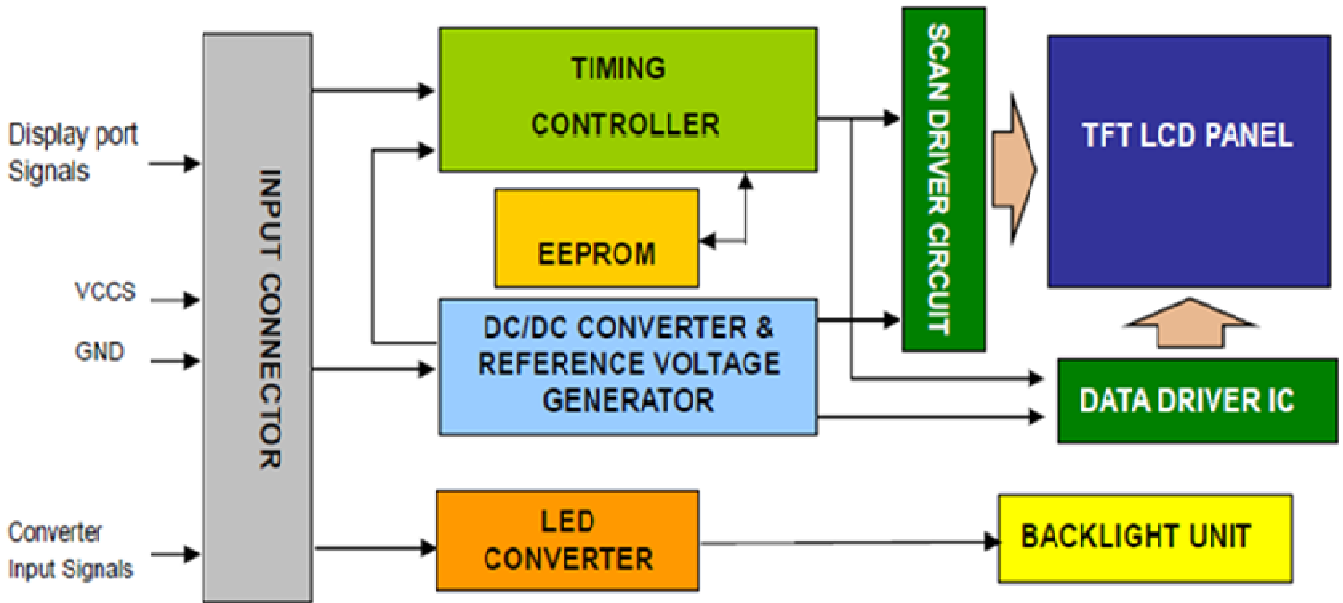 Display port
Signals
VCCS
GND
Converter
Input Signals
INPUT CONNECTOR
TIMING
CONTROLLER
EEPROM
DC/DC CONVERTER &
REFERENCE VOLTAGE
GENERATOR
LED
CONVERTER
SCAN DRIVER CIRCUIT
TFT LCD PANEL
DATA DRIVER IC
BACKLIGHT UNIT